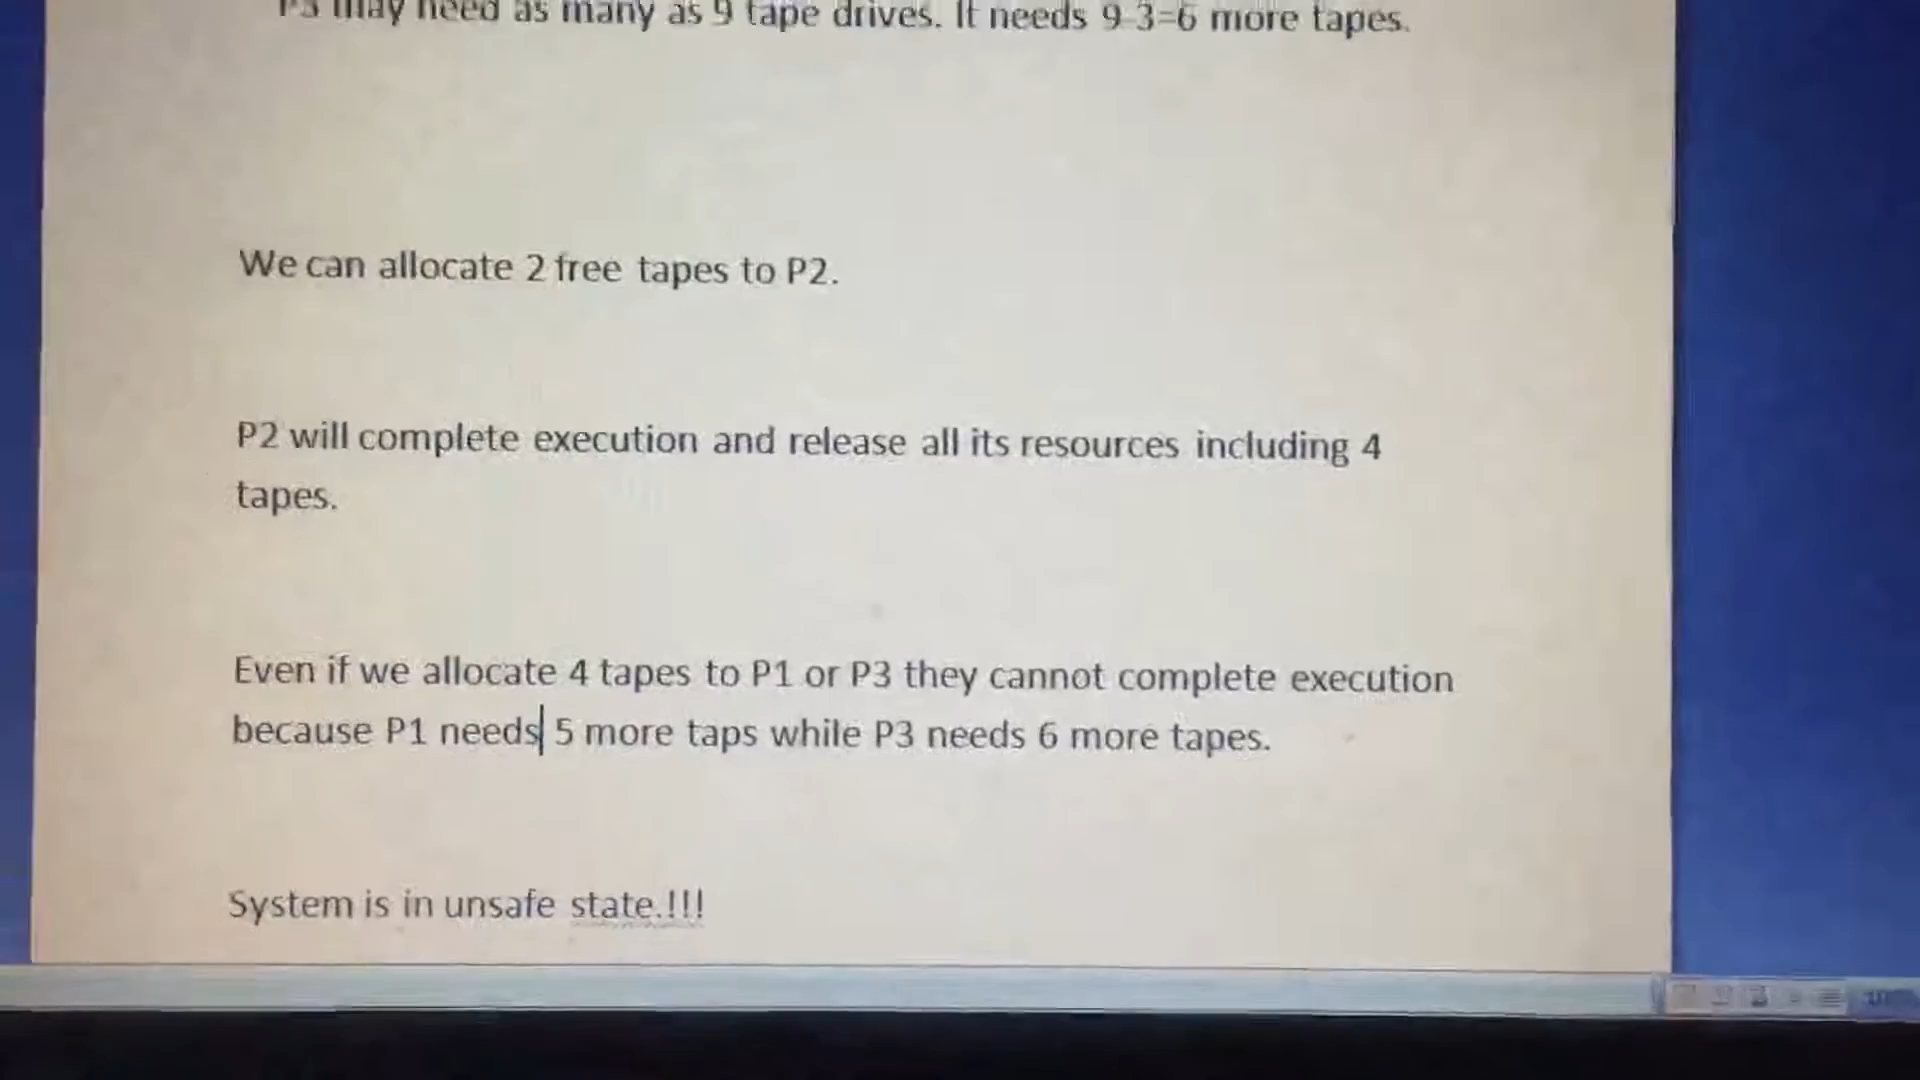 P3 may need as many as 9 tape drives. It needs 9-3=6 more tapes.
We can allocate 2 free tapes to P2.
P2 will complete execution and release all its resources including 4
tapes.
Even if we allocate 4 tapes to P1 or P3 they cannot complete execution
because P1 needs 5 more taps while P3 needs 6 more tapes.
System is in unsafe state.!!!